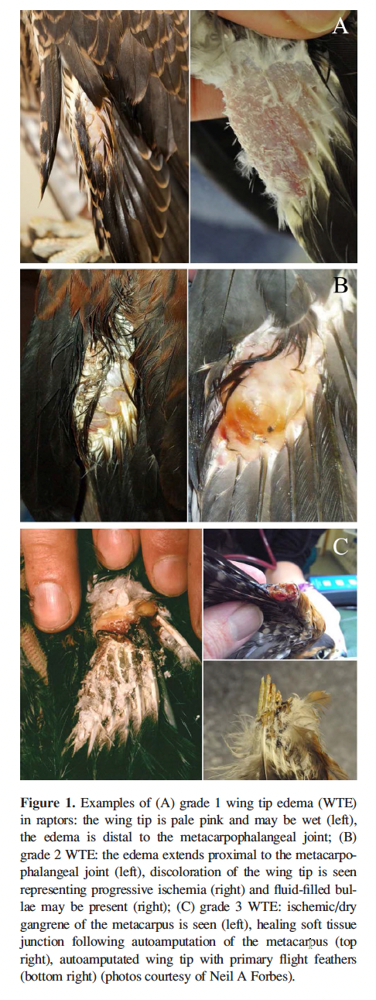 A
B
C
Figure 1. Examples of (A) grade 1 wing tip edema (WTE)
in raptors: the wing tip is pale pink and may be wet (left),
the edema is distal to the metacarpophalangeal joint; (B)
grade 2 WTE: the edema extends proximal to the metacarpo-
phalangeal joint (left), discoloration of the wing tip is seen
representing progressive ischemia (right) and fluid-filled bul-
lae may be present (right); (C) grade 3 WTE: ischemic/dry
gangrene of the metacarpus is seen (left), healing soft tissue
junction following autoamputation of the metacarpus (top
right), autoamputated wing tip with primary flight feathers
(bottom right) (photos courtesy of Neil A Forbes).